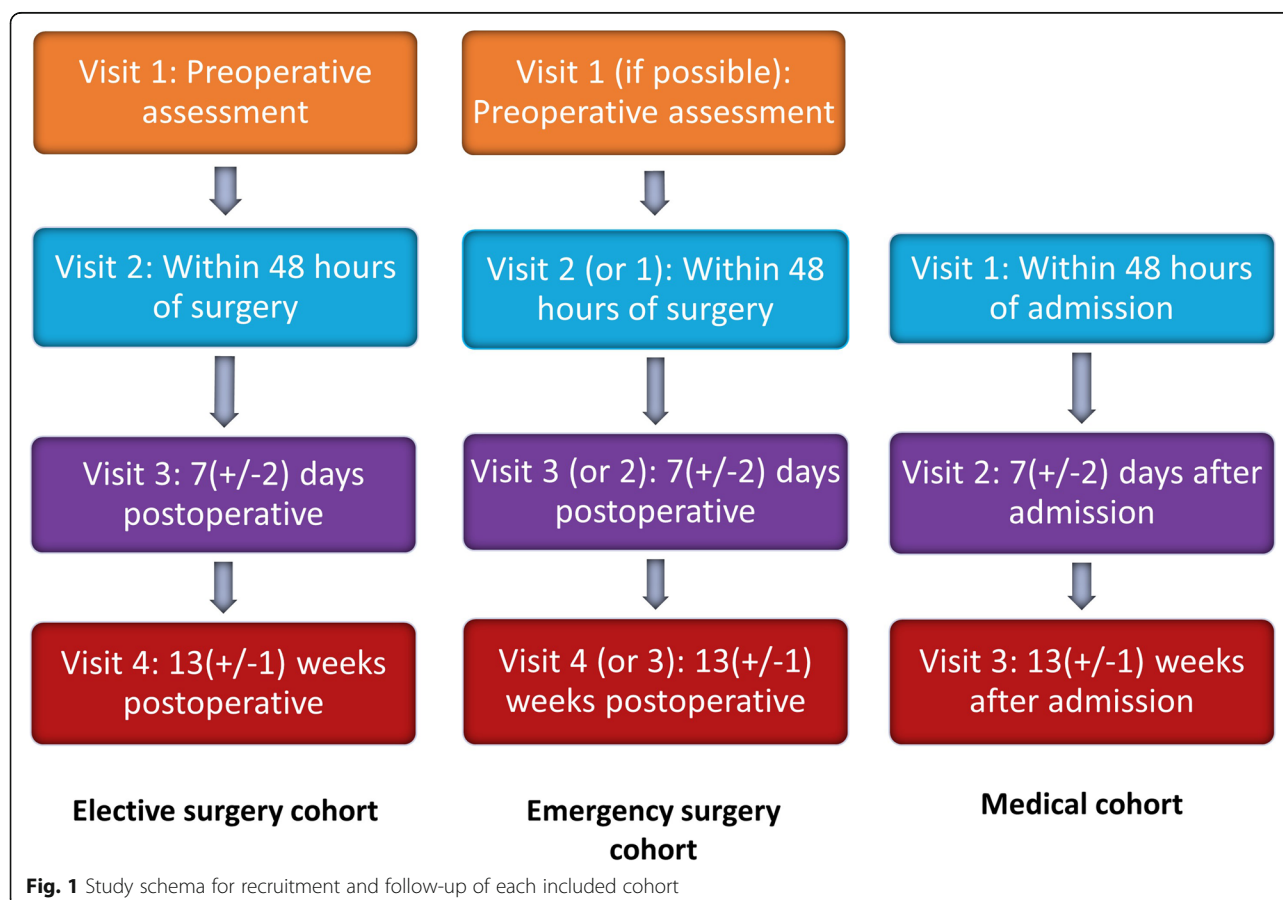 Visit 1: Preoperative
assessment
Visit 2: Within 48 hours
of surgery
Visit 3: 7(+/-2) days
postoperative
Visit 4: 13(+/-1) weeks
postoperative
Elective surgery cohort
Visit 1 (if possible):
Preoperative assessment
Visit 2 (or 1): Within 48
hours of surgery
Visit 3 (or 2): 7(+/-2) days
postoperative
Visit 4 (or 3): 13(+/-1)
weeks postoperative
Emergency surgery
cohort
Visit 1: Within 48 hours
of admission
Visit 2: 7(+/-2) days after
admission
Visit 3: 13(+/-1) weeks
after admission
Medical cohort
Fig. 1 Study schema for recruitment and follow-up of each included cohort